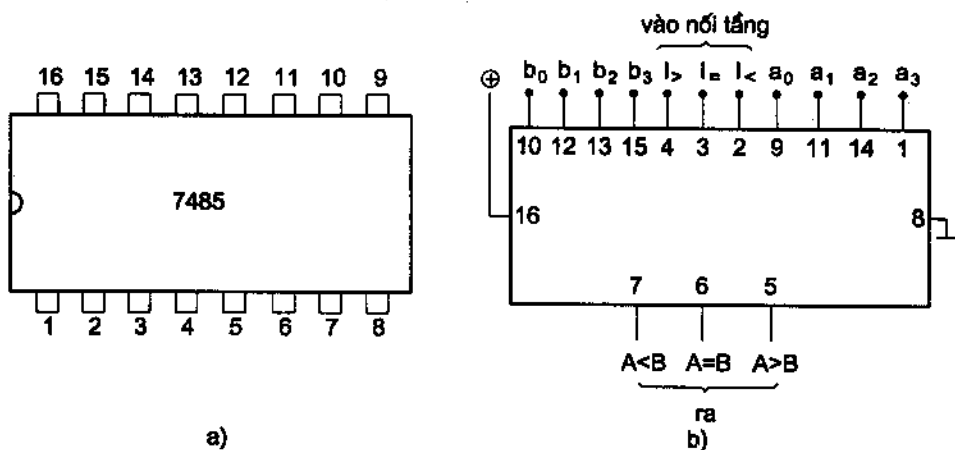 16 15 14 13 12 11 10 9
7485
1 2 3 4 5 6 7 8
a)
vào nối tầng
⊕ b₀ b₁ b₂ b₃ I> I= I< a₀ a₁ a₂ a₃
10 12 13 15 4 3 2 9 11 14 1
16 8
7 6 5
A<B A=B A>B
ra
b)